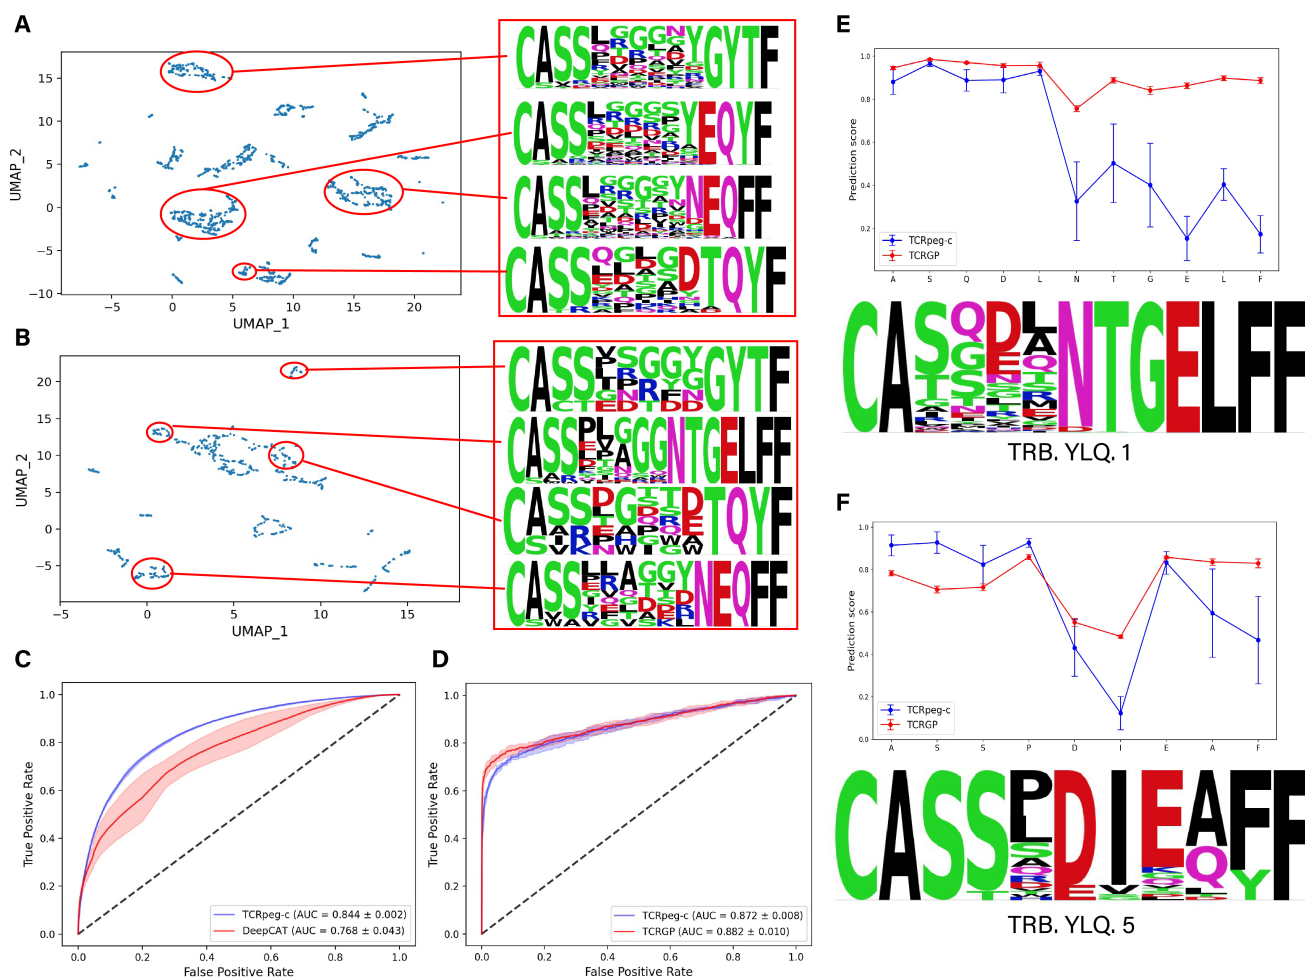 A
15
10
5
0
−5
−10
UMAP_2
−5
0
5
10
15
20
UMAP_1
CASS
YGYTF
CASS
YEQYF
CASS
NEQFF
CASS
DTQYF
B
20
15
10
5
0
−5
UMAP_2
−5
0
5
10
15
UMAP_1
CASS
GYTF
CASS
NTGELFF
CASS
TQYF
CASS
NEQFF
C
1.0
0.8
0.6
0.4
0.2
0.0
True Positive Rate
TCRpeg-c (AUC = 0.844 ± 0.002)
DeepCAT (AUC = 0.768 ± 0.043)
0.0
0.2
0.4
0.6
0.8
1.0
False Positive Rate
D
1.0
0.8
0.6
0.4
0.2
0.0
True Positive Rate
TCRpeg-c (AUC = 0.872 ± 0.008)
TCRGP (AUC = 0.882 ± 0.010)
0.0
0.2
0.4
0.6
0.8
1.0
False Positive Rate
E
1.0
0.8
0.6
0.4
0.2
Prediction score
TCRpeg-c
TCRGP
A S Q D L N T G E L F
CASQDLNTGELFF
TRB. YLQ. 1
F
1.0
0.8
0.6
0.4
0.2
0.0
Prediction score
TCRpeg-c
TCRGP
A S S P D I E A F
CASSPDIEAFF
TRB. YLQ. 5